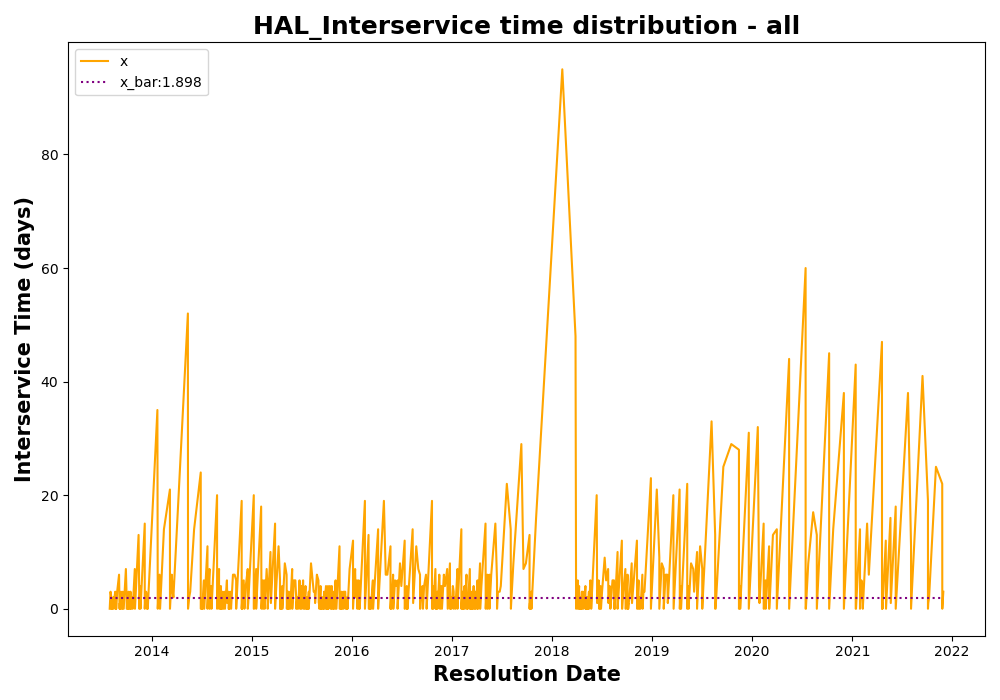 HAL_Interservice time distribution - all
x
x_bar:1.898
Interservice Time (days)
80
60
40
20
0
2014 2015 2016 2017 2018 2019 2020 2021 2022
Resolution Date